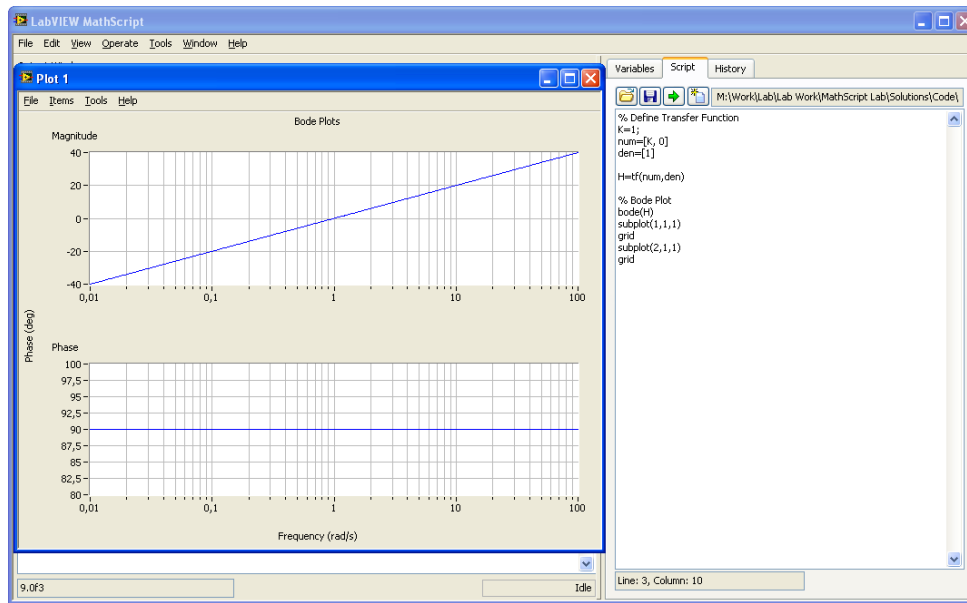 LabVIEW MathScript
File Edit View Operate Tools Window Help
Plot 1
File Items Tools Help
Bode Plots
Magnitude
40
20
0
-20
-40
0,01 0,1 1 10 100
Phase (deg)
Phase
100
97,5
95
92,5
90
87,5
85
82,5
80
0,01 0,1 1 10 100
Frequency (rad/s)
9.0f3
Idle
Variables Script History
M:\Work\Lab\Lab Work\MathScript Lab\Solutions\Code\
% Define Transfer Function
K=1;
num=[K, 0]
den=[1]
H=tf(num,den)
% Bode Plot
bode(H)
subplot(1,1,1)
grid
subplot(2,1,1)
grid
Line: 3, Column: 10